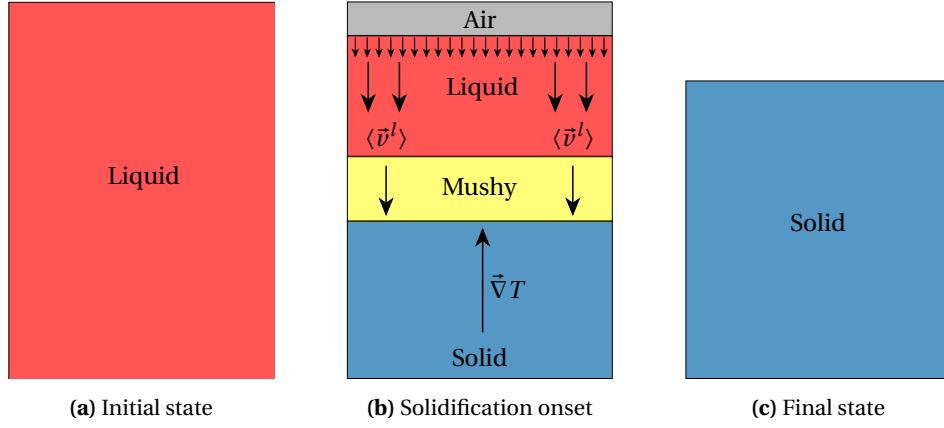 Liquid
(a) Initial state
Air
Liquid
⟨v⃗^l⟩ ⟨v⃗^l⟩
Mushy
∇⃗T
Solid
(b) Solidification onset
Solid
(c) Final state